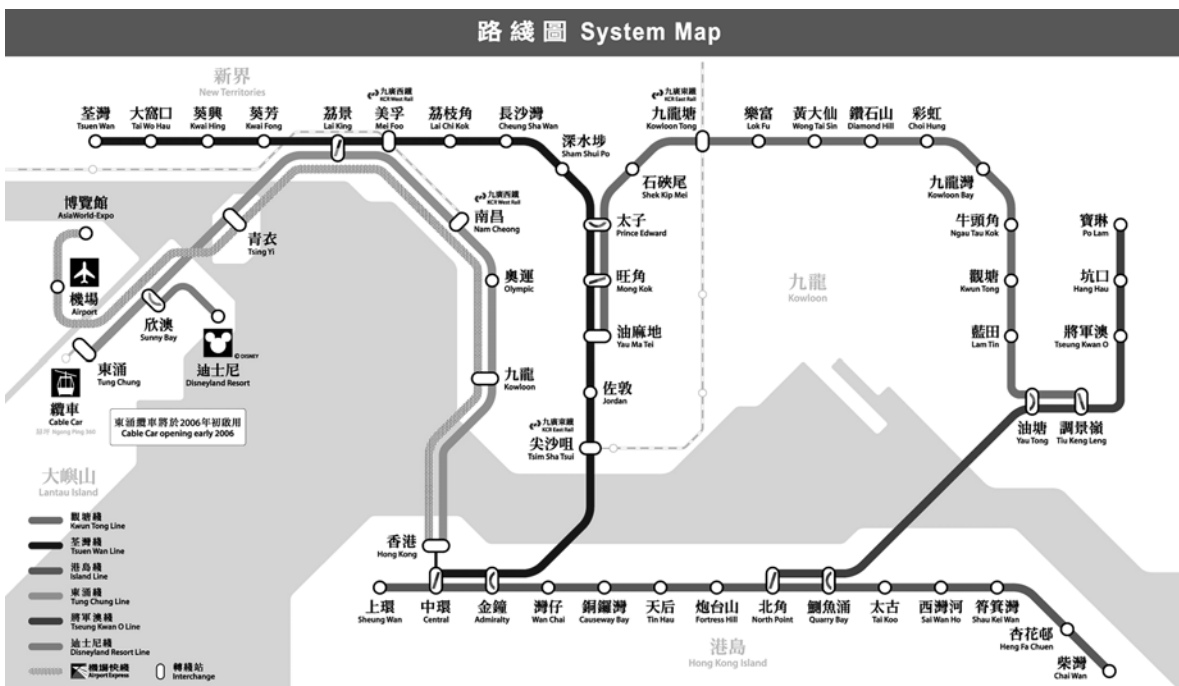 路綫圖 System Map
新界
New Territories
荃灣
Tsuen Wan
大窩口
Tai Wo Hau
葵興
Kwai Hing
葵芳
Kwai Fong
荔景
Lai King
九廣西鐵
KCR West Rail
美孚
Mei Foo
荔枝角
Lai Chi Kok
長沙灣
Cheung Sha Wan
深水埗
Sham Shui Po
九廣東鐵
KCR East Rail
九龍塘
Kowloon Tong
樂富
Lok Fu
黃大仙
Wong Tai Sin
鑽石山
Diamond Hill
彩虹
Choi Hung
石硤尾
Shek Kip Mei
九龍灣
Kowloon Bay
博覽館
AsiaWorld-Expo
青衣
Tsing Yi
九廣西鐵
KCR West Rail
南昌
Nam Cheong
太子
Prince Edward
牛頭角
Ngau Tau Kok
寶琳
Po Lam
機場
Airport
欣澳
Sunny Bay
奧運
Olympic
旺角
Mong Kok
九龍
Kowloon
觀塘
Kwun Tong
坑口
Hang Hau
© DISNEY
迪士尼
Disneyland Resort
東涌
Tung Chung
油麻地
Yau Ma Tei
藍田
Lam Tin
將軍澳
Tseung Kwan O
纜車
Cable Car
昂坪 Ngong Ping 360
東涌纜車將於2006年初啟用
Cable Car opening early 2006
九龍
Kowloon
佐敦
Jordan
九廣東鐵
KCR East Rail
尖沙咀
Tsim Sha Tsui
油塘
Yau Tong
調景嶺
Tiu Keng Leng
大嶼山
Lantau Island
香港
Hong Kong
上環
Sheung Wan
中環
Central
金鐘
Admiralty
灣仔
Wan Chai
銅鑼灣
Causeway Bay
天后
Tin Hau
炮台山
Fortress Hill
北角
North Point
鰂魚涌
Quarry Bay
太古
Tai Koo
西灣河
Sai Wan Ho
筲箕灣
Shau Kei Wan
杏花邨
Heng Fa Chuen
柴灣
Chai Wan
港島
Hong Kong Island
觀塘綫
Kwun Tong Line
荃灣綫
Tsuen Wan Line
港島綫
Island Line
東涌綫
Tung Chung Line
將軍澳綫
Tseung Kwan O Line
迪士尼綫
Disneyland Resort Line
機場快綫
Airport Express
轉綫站
Interchange